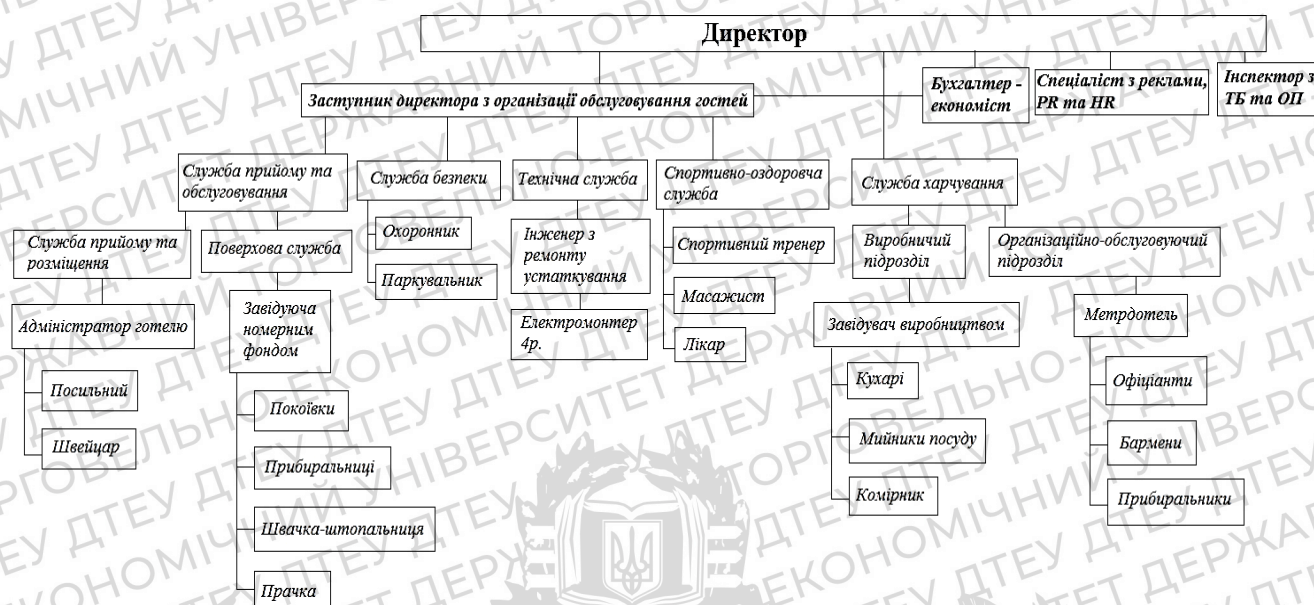 Директор
Заступник директора з організації обслуговування гостей
Бухгалтер -
економіст
Спеціаліст з реклами,
PR та HR
Інспектор з
ТБ та ОП
Служба прийому та
обслуговування
Служба безпеки
Технічна служба
Спортивно-оздоровча
служба
Служба харчування
Служба прийому та
розміщення
Поверхова служба
Охоронник
Паркувальник
Інженер з
ремонту
устаткування
Електромонтер
4р.
Спортивний тренер
Масажист
Лікар
Виробничий
підрозділ
Організаційно-обслуговуючий
підрозділ
Адміністратор готелю
Посильний
Швейцар
Завідуюча
номерним
фондом
Покоївки
Прибиральниці
Швачка-штопальниця
Прачка
Завідувач виробництвом
Кухарі
Мийники посуду
Комірник
Метрдотель
Офіціанти
Бармени
Прибиральники